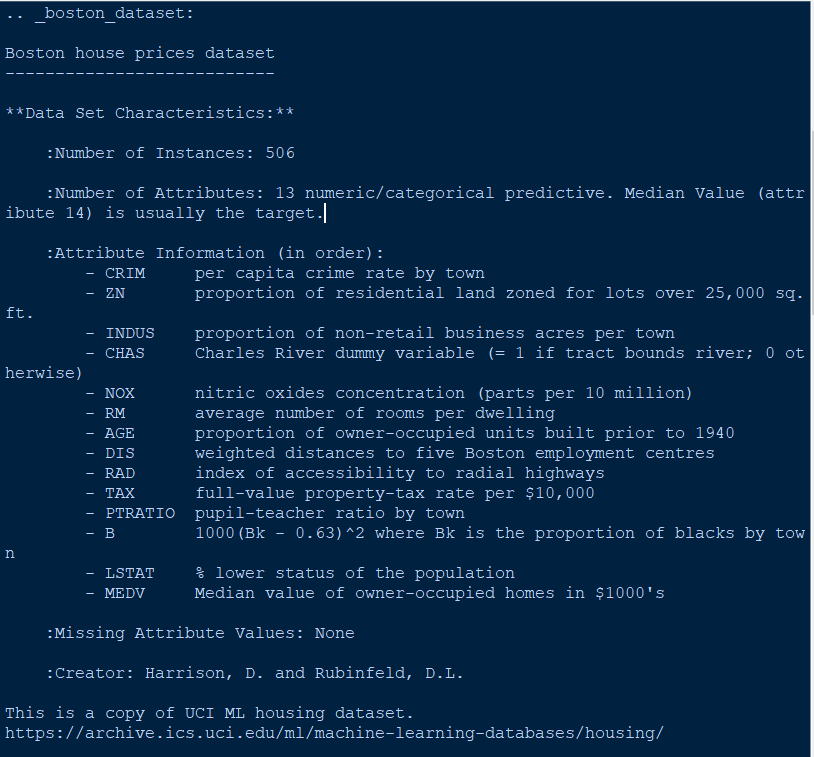 .. _boston_dataset:
Boston house prices dataset
---------------------------
**Data Set Characteristics:**
:Number of Instances: 506
:Number of Attributes: 13 numeric/categorical predictive. Median Value (attr
ibute 14) is usually the target.
:Attribute Information (in order):
- CRIM     per capita crime rate by town
- ZN       proportion of residential land zoned for lots over 25,000 sq.
ft.
- INDUS    proportion of non-retail business acres per town
- CHAS     Charles River dummy variable (= 1 if tract bounds river; 0 ot
herwise)
- NOX      nitric oxides concentration (parts per 10 million)
- RM       average number of rooms per dwelling
- AGE      proportion of owner-occupied units built prior to 1940
- DIS      weighted distances to five Boston employment centres
- RAD      index of accessibility to radial highways
- TAX      full-value property-tax rate per $10,000
- PTRATIO  pupil-teacher ratio by town
- B        1000(Bk - 0.63)^2 where Bk is the proportion of blacks by tow
n
- LSTAT    % lower status of the population
- MEDV     Median value of owner-occupied homes in $1000's
:Missing Attribute Values: None
:Creator: Harrison, D. and Rubinfeld, D.L.
This is a copy of UCI ML housing dataset.
https://archive.ics.uci.edu/ml/machine-learning-databases/housing/